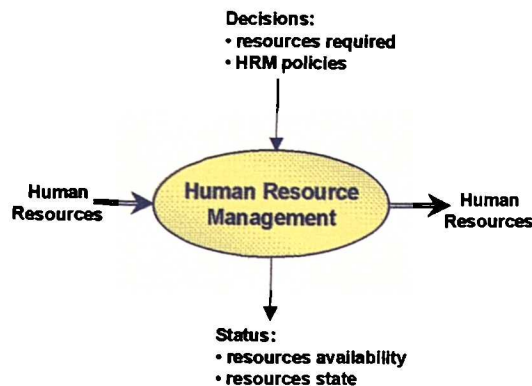 Decisions:
• resources required
• HRM policies
Human
Resources
Human Resource
Management
Human
Resources
Status:
• resources availability
• resources state